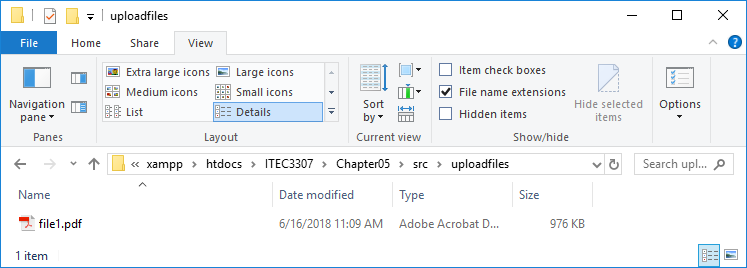 uploadfiles
File Home Share View
Navigation pane
Panes
Extra large icons Large icons
Medium icons Small icons
List Details
Layout
Sort by
Current view
Item check boxes
File name extensions
Hidden items
Hide selected items
Show/hide
Options
« xampp > htdocs > ITEC3307 > Chapter05 > src > uploadfiles
Search upl...
Name Date modified Type Size
file1.pdf 6/16/2018 11:09 AM Adobe Acrobat D... 976 KB
1 item